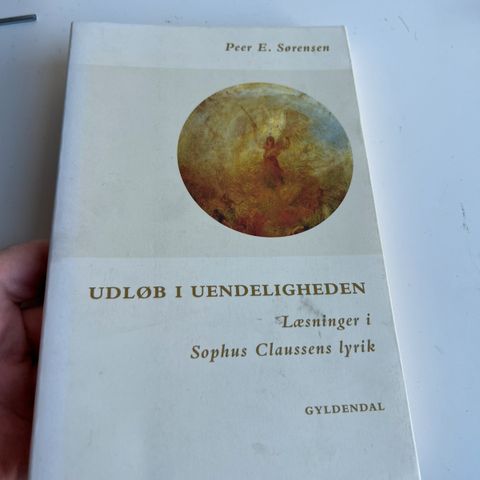 Peer E. Sørensen
UDLØB I UENDELIGHEDEN
Læsninger i
Sophus Claussens lyrik
GYLDENDAL